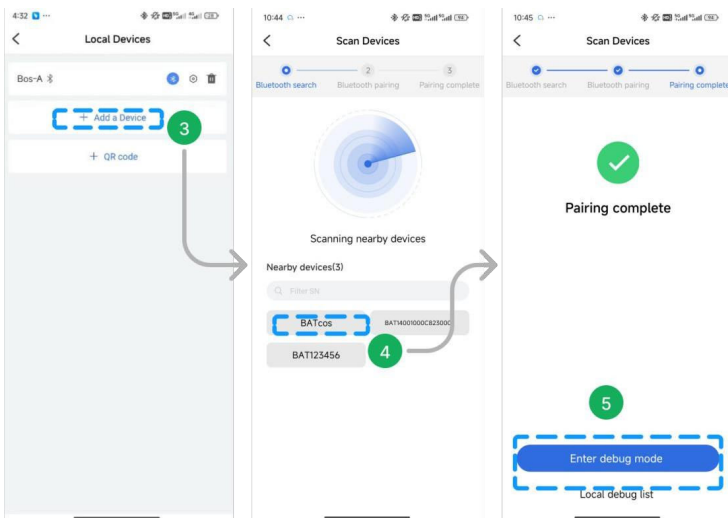 4:32
Local Devices
Bos-A
+ Add a Device
3
+ QR code
10:44
Scan Devices
2
3
Bluetooth search
Bluetooth pairing
Pairing complete
Scanning nearby devices
Nearby devices(3)
Filter SN
BATcos
BAT123456
4
10:45
Scan Devices
Bluetooth search
Bluetooth pairing
Pairing complete
Pairing complete
5
Enter debug mode
Local debug list